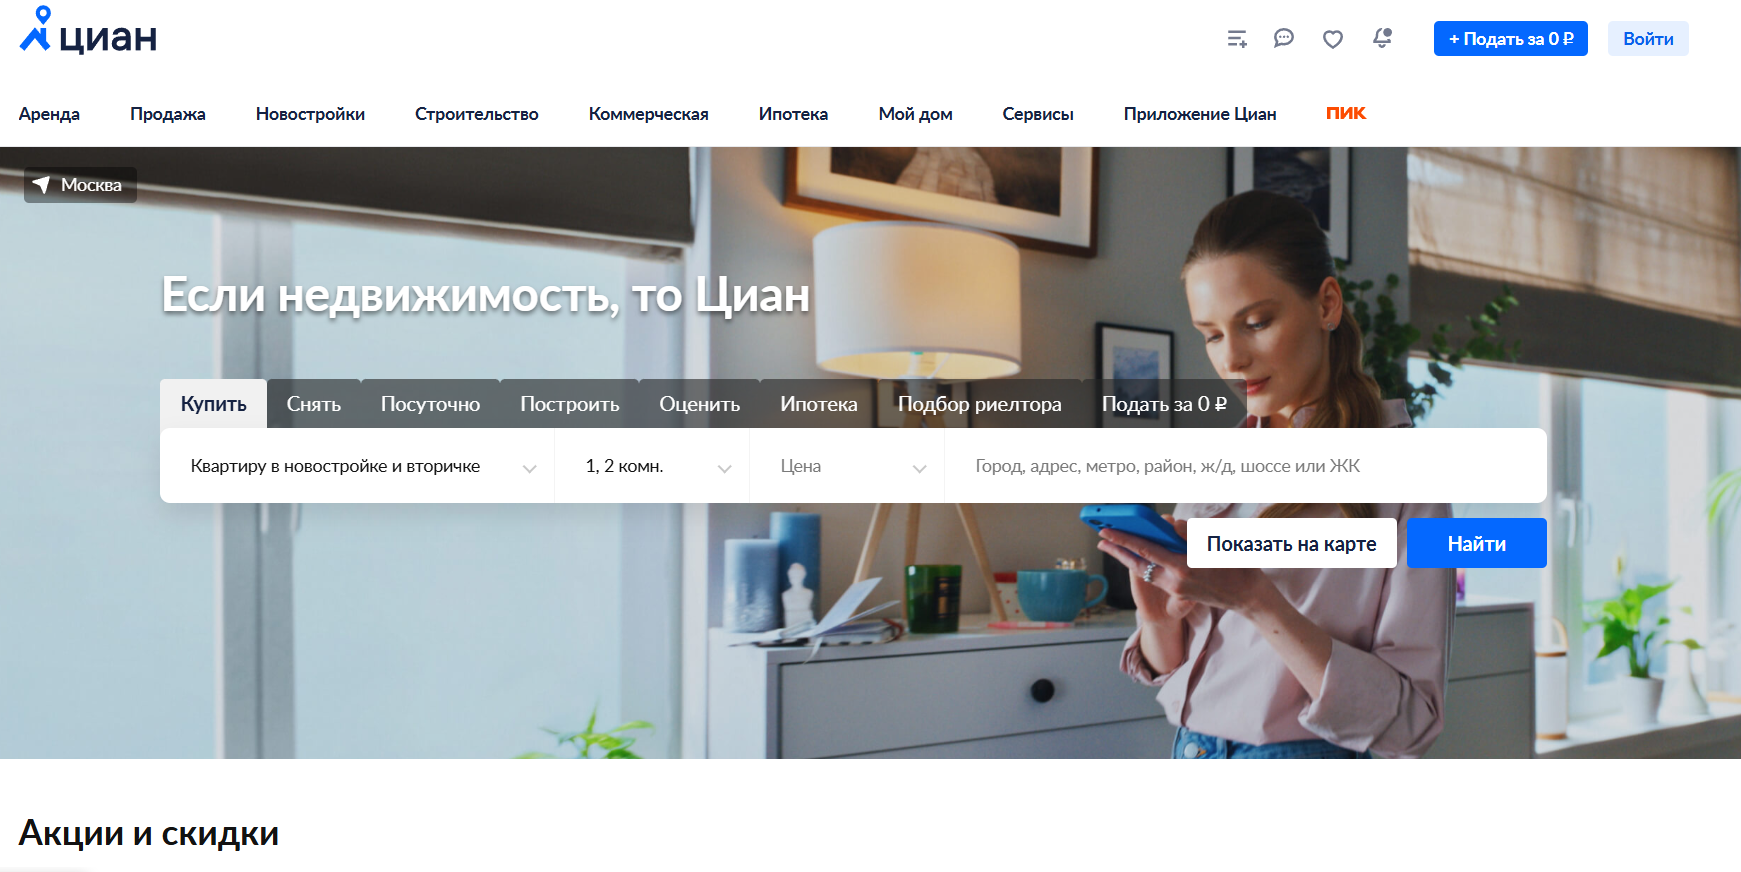 циан
+ Подать за 0 ₽
Войти
Аренда
Продажа
Новостройки
Строительство
Коммерческая
Ипотека
Мой дом
Сервисы
Приложение Циан
ПИК
Москва
Если недвижимость, то Циан
Купить
Снять
Посуточно
Построить
Оценить
Ипотека
Подбор риелтора
Подать за 0 ₽
Квартиру в новостройке и вторичке
1, 2 комн.
Цена
Город, адрес, метро, район, ж/д, шоссе или ЖК
Показать на карте
Найти
Акции и скидки